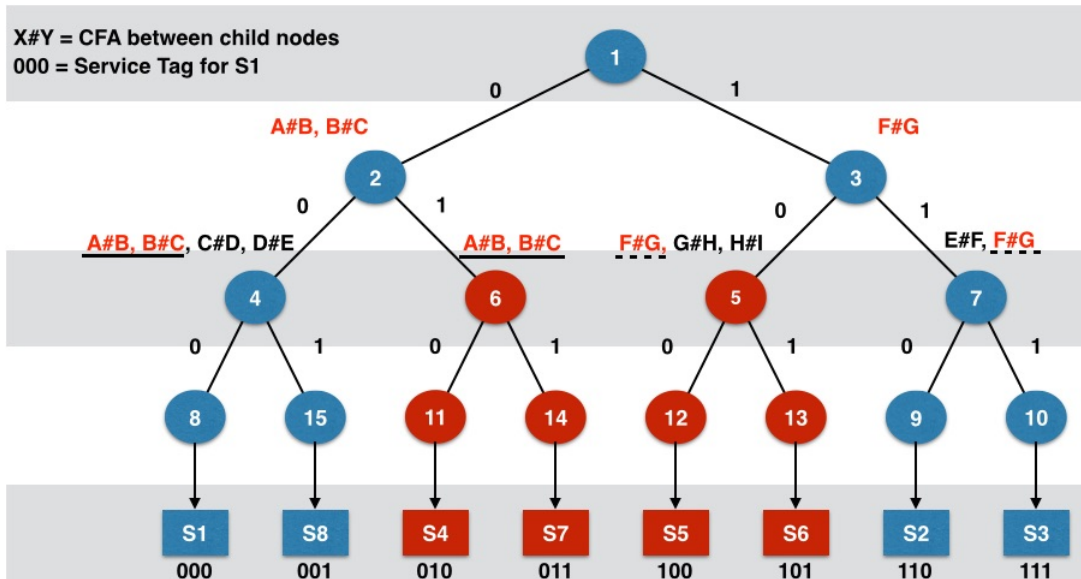 X#Y = CFA between child nodes
000 = Service Tag for S1
1
0 1
A#B, B#C F#G
2 3
0 1 0 1
A#B, B#C, C#D, D#E A#B, B#C F#G, G#H, H#I E#F, F#G
4 6 5 7
0 1 0 1 0 1 0 1
8 15 11 14 12 13 9 10
S1 S8 S4 S7 S5 S6 S2 S3
000 001 010 011 100 101 110 111